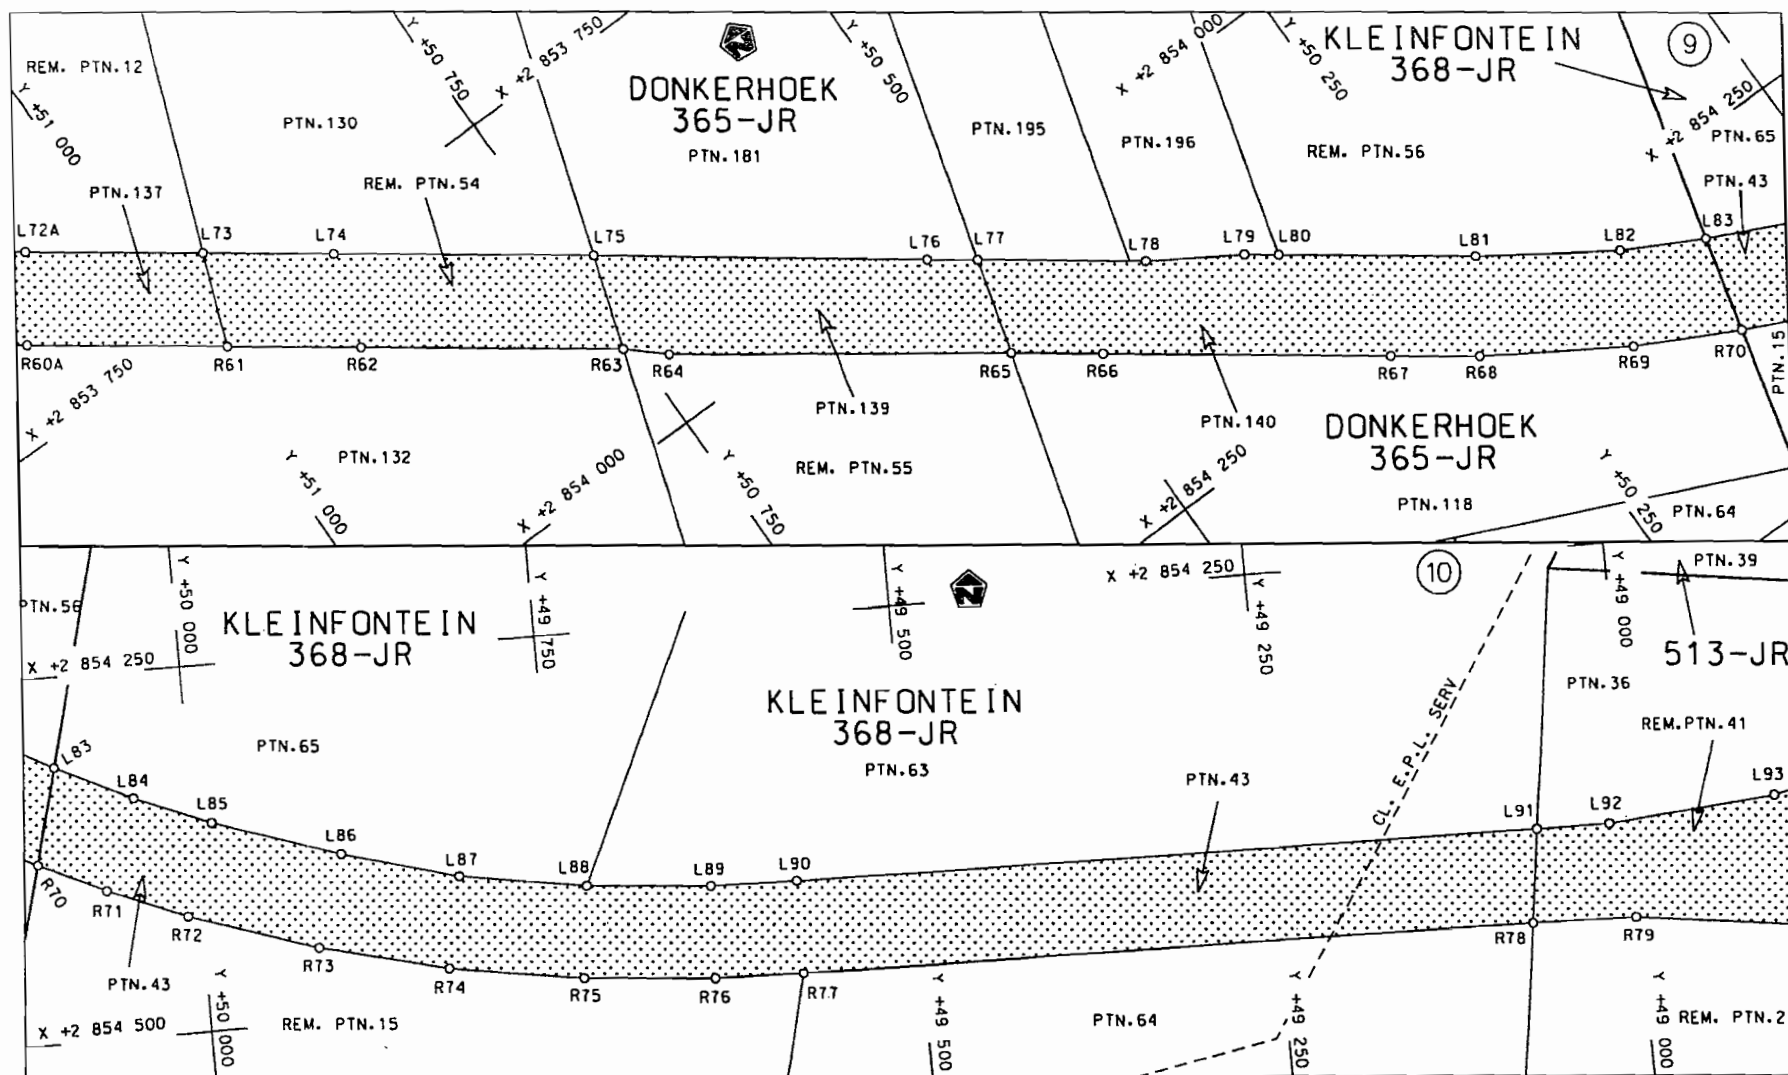 REM. PTN.12
Y +51 000
PTN.137
PTN.130
Y +50 750
X +2 853 750
REM. PTN.54
N
DONKERHOEK
365-JR
PTN.181
Y +50 500
PTN.195
X +2 854 000
PTN.196
Y +50 250
KLEINFONTEIN
368-JR
9
REM. PTN.56
X +2 854 250
PTN.65
PTN.43
L72A
L73
L74
L75
L76
L77
L78
L79
L80
L81
L82
L83
R60A
R61
R62
R63
R64
R65
R66
R67
R68
R69
R70
PTN.15
X +2 853 750
PTN.132
Y +51 000
X +2 854 000
PTN.139
REM. PTN.55
Y +50 750
PTN.140
X +2 854 250
DONKERHOEK
365-JR
PTN.118
Y +50 250
PTN.64
PTN.56
Y +50 000
X +2 854 250
KLEINFONTEIN
368-JR
Y +49 750
Y +49 500
N
X +2 854 250
Y +49 250
10
PTN.39
Y +49 000
513-JR
PTN.36
REM.PTN.41
KLEINFONTEIN
368-JR
PTN.63
PTN.65
PTN.43
CL. E.P.L. SERV
L83
L84
L85
L86
L87
L88
L89
L90
L91
L92
L93
R70
R71
R72
R73
R74
R75
R76
R77
R78
R79
PTN.43
X +2 854 500
Y +50 000
REM. PTN.15
Y +49 500
PTN.64
Y +49 250
Y +49 000
REM. PTN.2